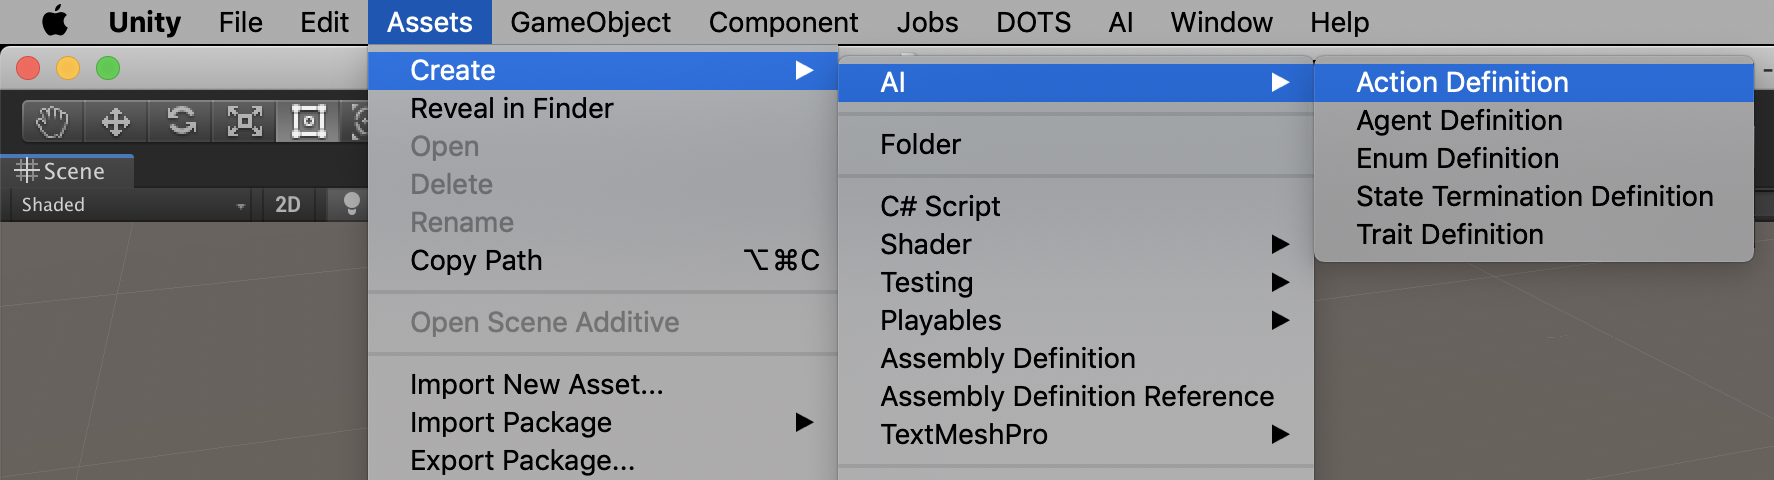 Unity File Edit Assets GameObject Component Jobs DOTS AI Window Help
Scene
Shaded 2D
Create
Reveal in Finder
Open
Delete
Rename
Copy Path ⌥⌘C
Open Scene Additive
Import New Asset...
Import Package
Export Package...
AI
Folder
C# Script
Shader
Testing
Playables
Assembly Definition
Assembly Definition Reference
TextMeshPro
Action Definition
Agent Definition
Enum Definition
State Termination Definition
Trait Definition